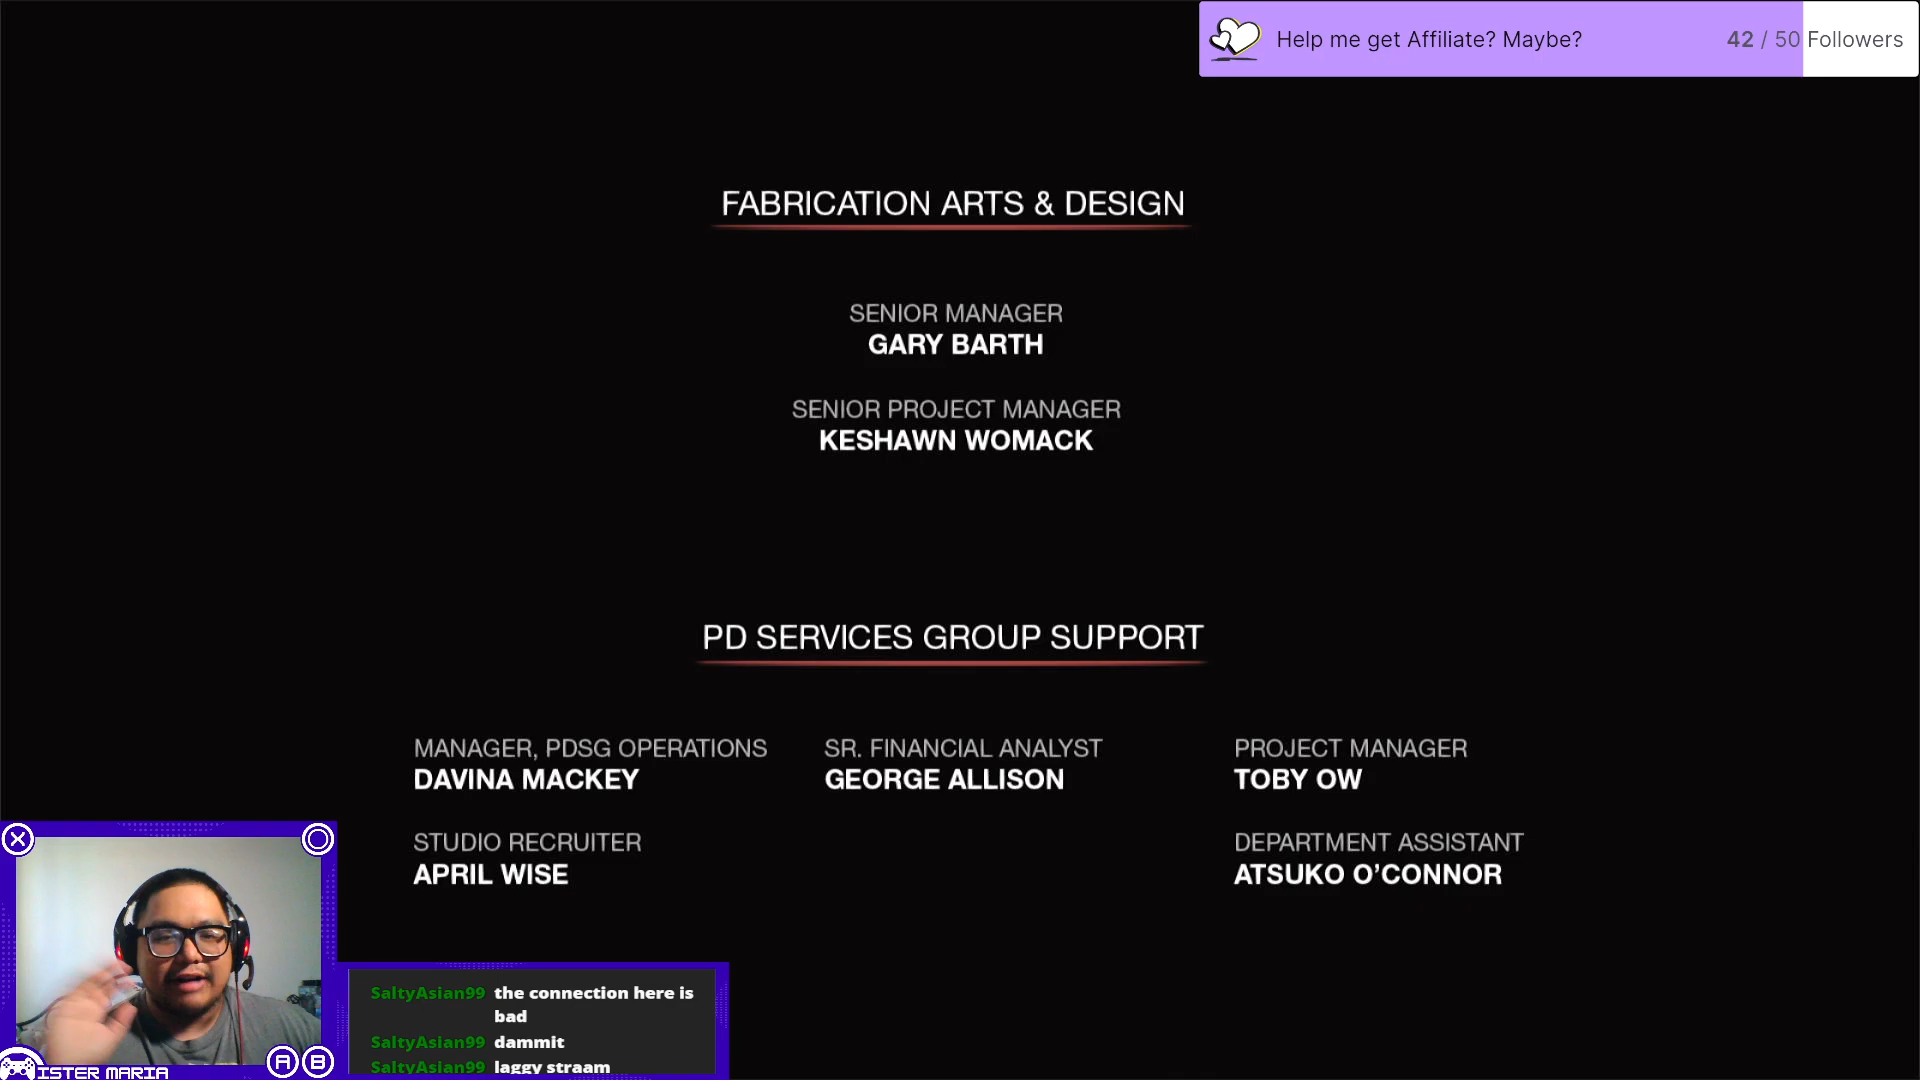 Help me get Affiliate? Maybe?
42 / 50 Followers
FABRICATION ARTS & DESIGN
SENIOR MANAGER
GARY BARTH
SENIOR PROJECT MANAGER
KESHAWN WOMACK
PD SERVICES GROUP SUPPORT
MANAGER, PDSG OPERATIONS
DAVINA MACKEY
SR. FINANCIAL ANALYST
GEORGE ALLISON
PROJECT MANAGER
TOBY OW
STUDIO RECRUITER
APRIL WISE
DEPARTMENT ASSISTANT
ATSUKO O’CONNOR
SaltyAsian99 the connection here is
bad
SaltyAsian99 dammit
SaltyAsian99 laggy straam
A B
ISTER MARIA